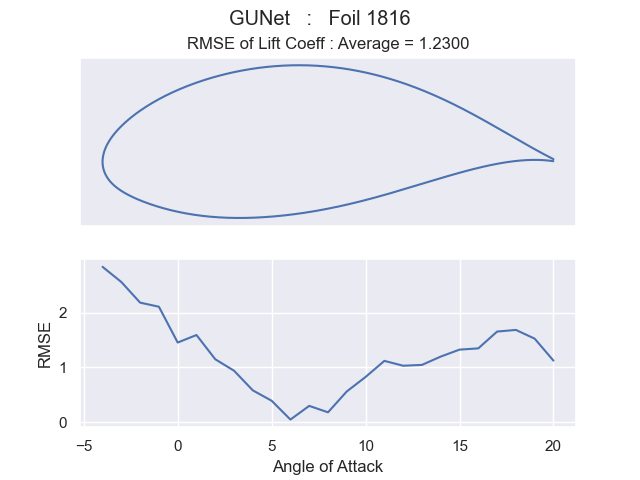 GUNet   :   Foil 1816
RMSE of Lift Coeff : Average = 1.2300
2
1
0
RMSE
−5 0 5 10 15 20
Angle of Attack